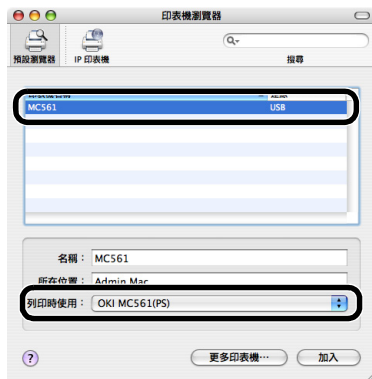 印表機瀏覽器
預設瀏覽器 IP 印表機 搜尋
MC561 USB
名稱： MC561
所在位置： Admin Mac
列印時使用： OKI MC561(PS)
?
更多印表機⋯ 加入